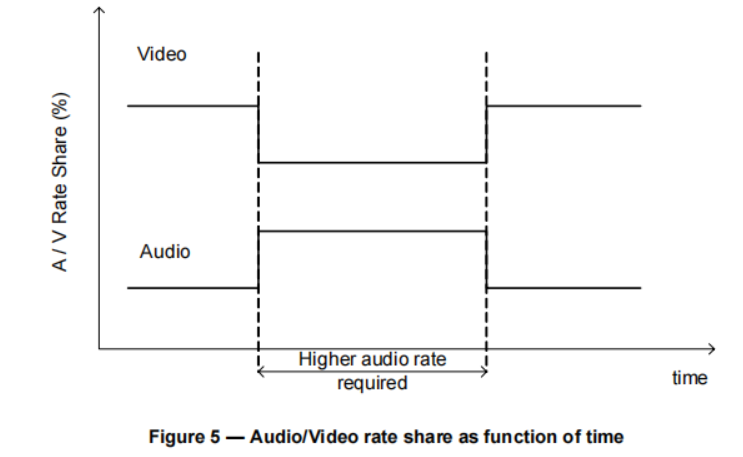 Video
A / V Rate Share (%)
Audio
Higher audio rate
required
time
Figure 5 — Audio/Video rate share as function of time